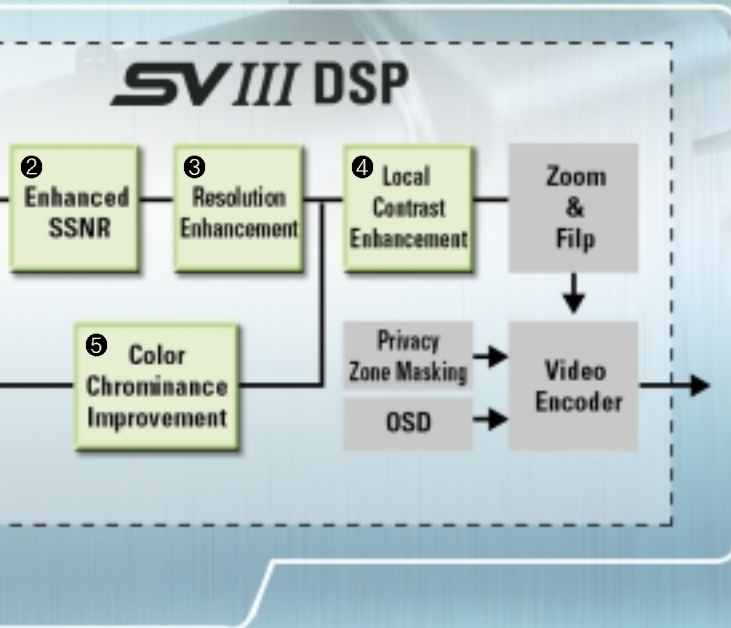 SVIII DSP
❷
Enhanced
SSNR
❸
Resolution
Enhancement
❹
Local
Contrast
Enhancement
Zoom
&
Filp
❺
Color
Chrominance
Improvement
Privacy
Zone Masking
OSD
Video
Encoder